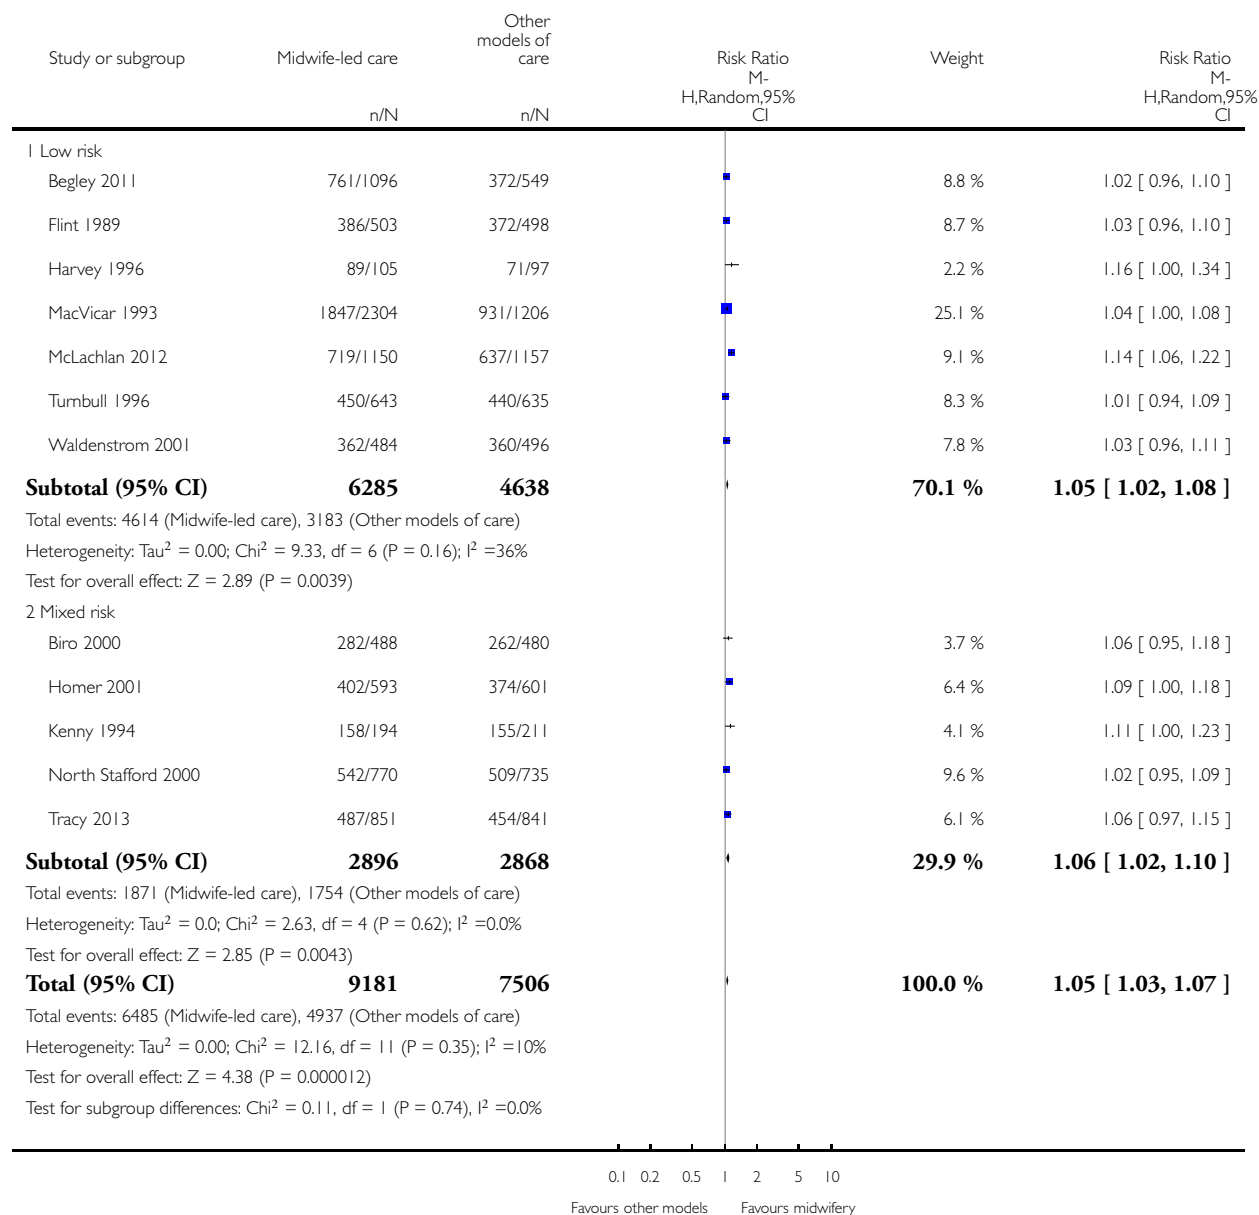 Study or subgroup Midwife-led care Other models of care Risk Ratio M-H,Random,95% CI Weight Risk Ratio M-H,Random,95% CI
n/N n/N
1 Low risk
Begley 2011 761/1096 372/549 8.8 % 1.02 [ 0.96, 1.10 ]
Flint 1989 386/503 372/498 8.7 % 1.03 [ 0.96, 1.10 ]
Harvey 1996 89/105 71/97 2.2 % 1.16 [ 1.00, 1.34 ]
MacVicar 1993 1847/2304 931/1206 25.1 % 1.04 [ 1.00, 1.08 ]
McLachlan 2012 719/1150 637/1157 9.1 % 1.14 [ 1.06, 1.22 ]
Turnbull 1996 450/643 440/635 8.3 % 1.01 [ 0.94, 1.09 ]
Waldenstrom 2001 362/484 360/496 7.8 % 1.03 [ 0.96, 1.11 ]
Subtotal (95% CI) 6285 4638 70.1 % 1.05 [ 1.02, 1.08 ]
Total events: 4614 (Midwife-led care), 3183 (Other models of care)
Heterogeneity: Tau² = 0.00; Chi² = 9.33, df = 6 (P = 0.16); I² =36%
Test for overall effect: Z = 2.89 (P = 0.0039)
2 Mixed risk
Biro 2000 282/488 262/480 3.7 % 1.06 [ 0.95, 1.18 ]
Homer 2001 402/593 374/601 6.4 % 1.09 [ 1.00, 1.18 ]
Kenny 1994 158/194 155/211 4.1 % 1.11 [ 1.00, 1.23 ]
North Stafford 2000 542/770 509/735 9.6 % 1.02 [ 0.95, 1.09 ]
Tracy 2013 487/851 454/841 6.1 % 1.06 [ 0.97, 1.15 ]
Subtotal (95% CI) 2896 2868 29.9 % 1.06 [ 1.02, 1.10 ]
Total events: 1871 (Midwife-led care), 1754 (Other models of care)
Heterogeneity: Tau² = 0.0; Chi² = 2.63, df = 4 (P = 0.62); I² =0.0%
Test for overall effect: Z = 2.85 (P = 0.0043)
Total (95% CI) 9181 7506 100.0 % 1.05 [ 1.03, 1.07 ]
Total events: 6485 (Midwife-led care), 4937 (Other models of care)
Heterogeneity: Tau² = 0.00; Chi² = 12.16, df = 11 (P = 0.35); I² =10%
Test for overall effect: Z = 4.38 (P = 0.000012)
Test for subgroup differences: Chi² = 0.11, df = 1 (P = 0.74), I² =0.0%
0.1 0.2 0.5 1 2 5 10
Favours other models Favours midwifery